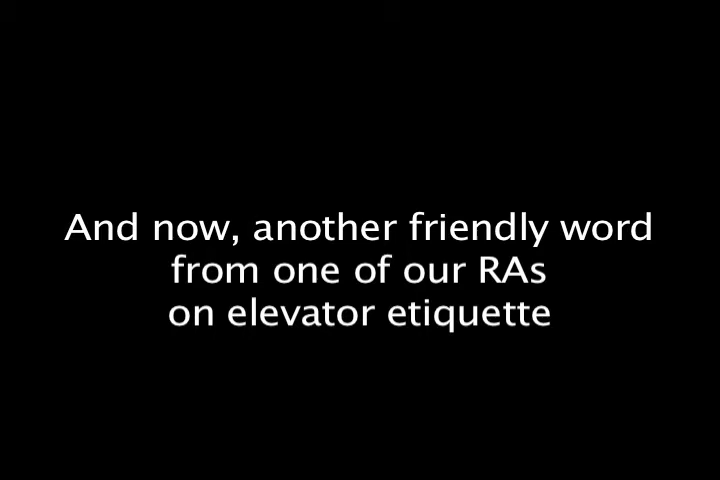 And now, another friendly word
from one of our RAs
on elevator etiquette